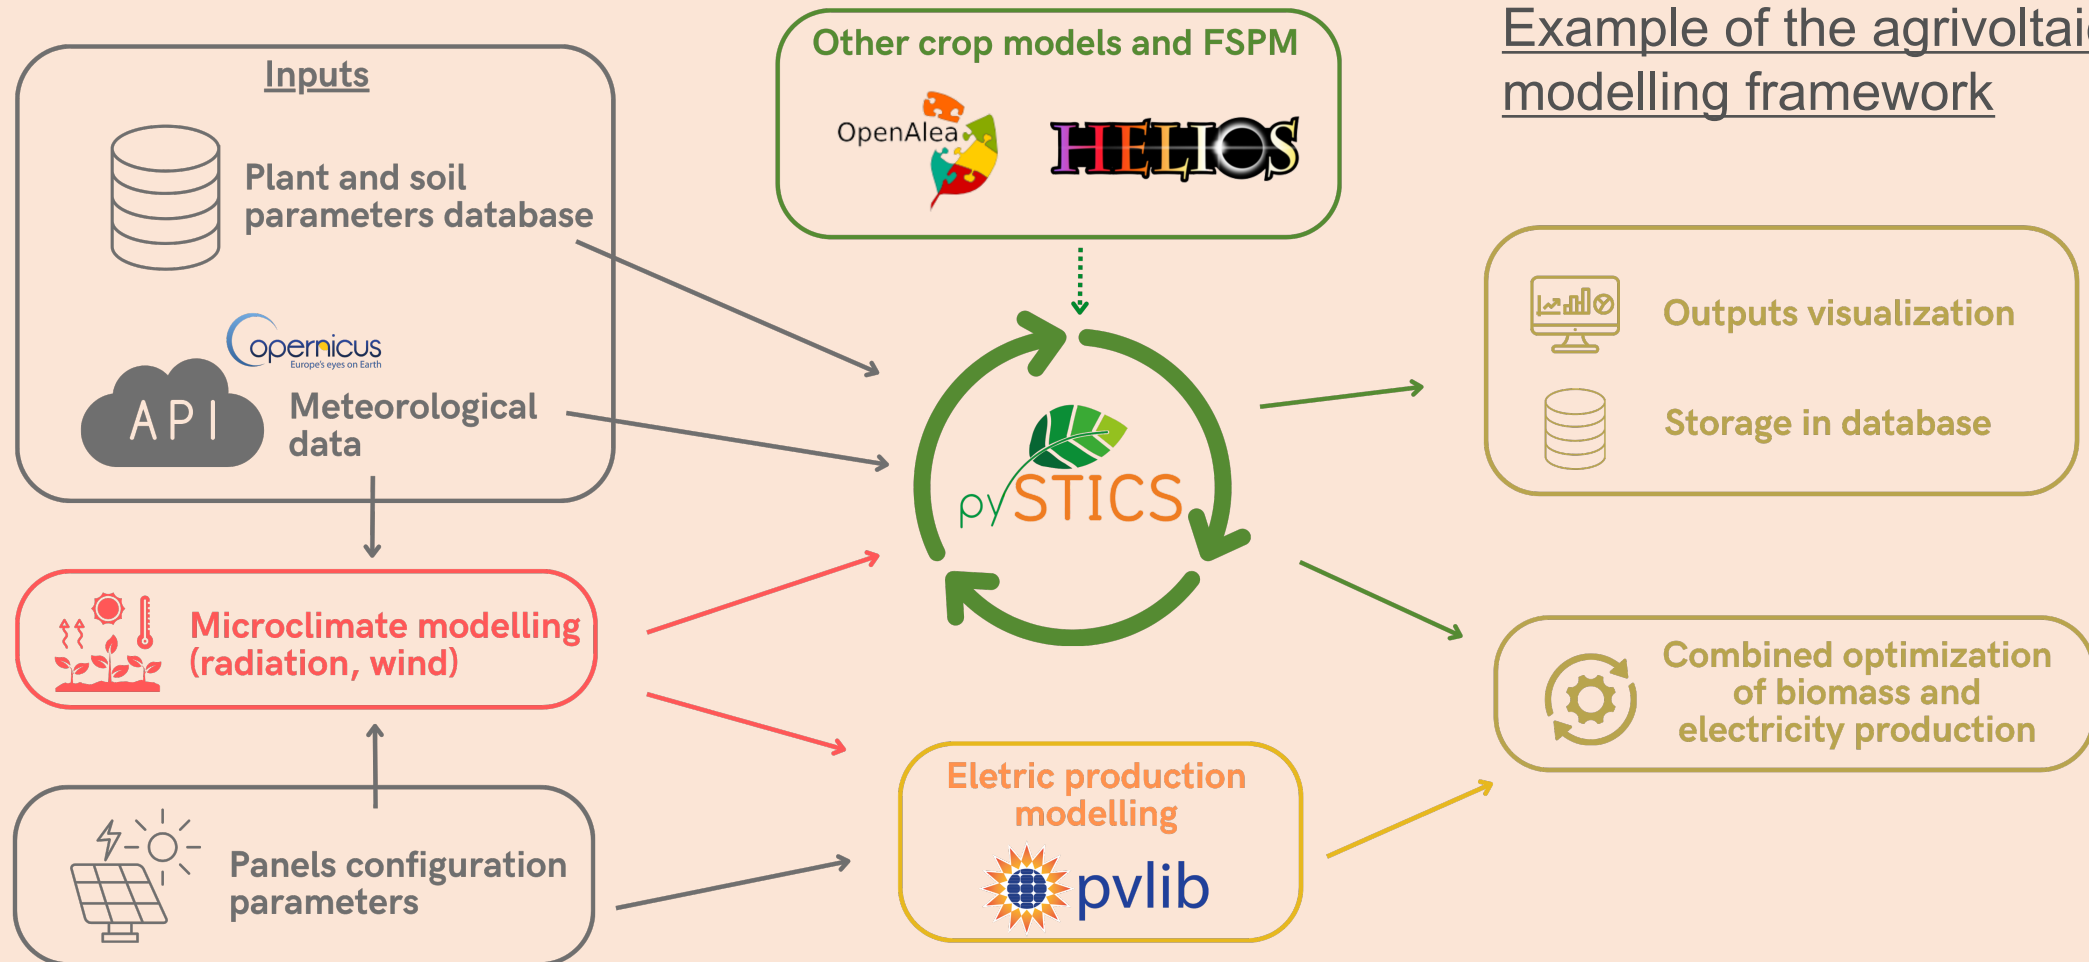 Example of the agrivoltaic
modelling framework
Inputs
Plant and soil
parameters database
Copernicus
Europe's eyes on Earth
API
Meteorological
data
Other crop models and FSPM
OpenAlea
HELIOS
pySTICS
Outputs visualization
Storage in database
Microclimate modelling
(radiation, wind)
Combined optimization
of biomass and
electricity production
Eletric production
modelling
pvlib
Panels configuration
parameters